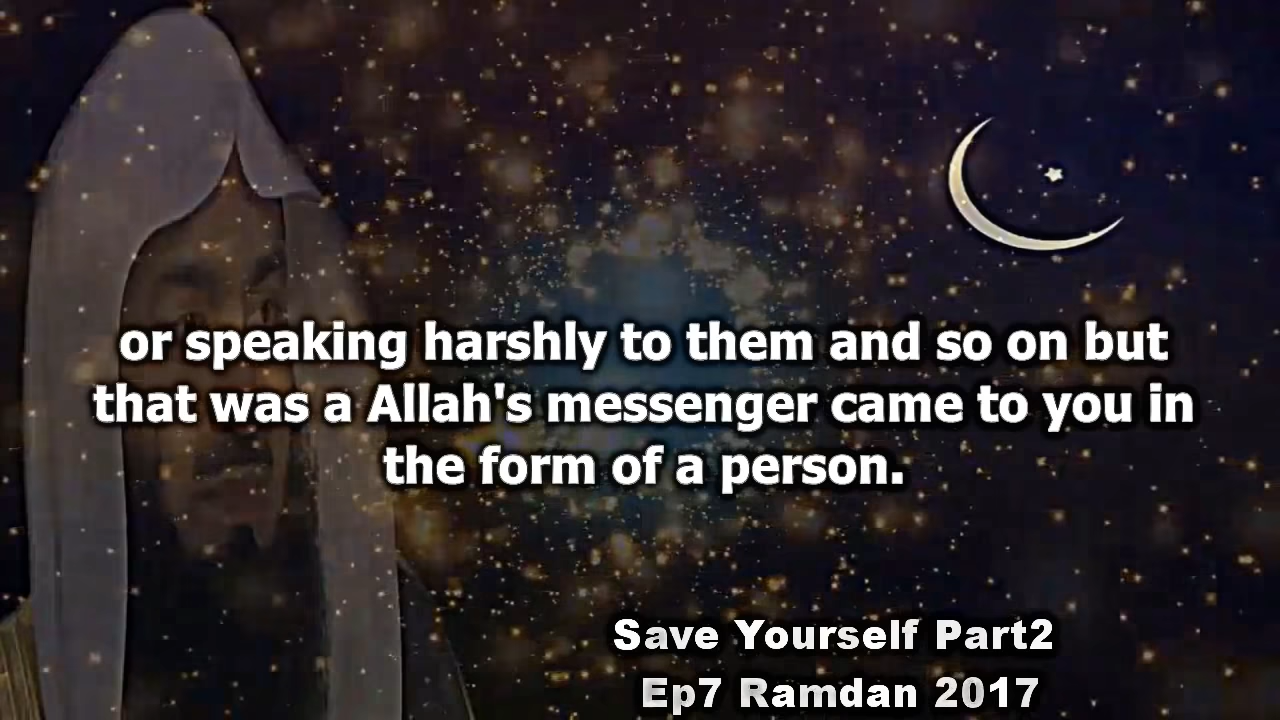 or speaking harshly to them and so on but
that was a Allah's messenger came to you in
the form of a person.
Save Yourself Part2
Ep7 Ramdan 2017